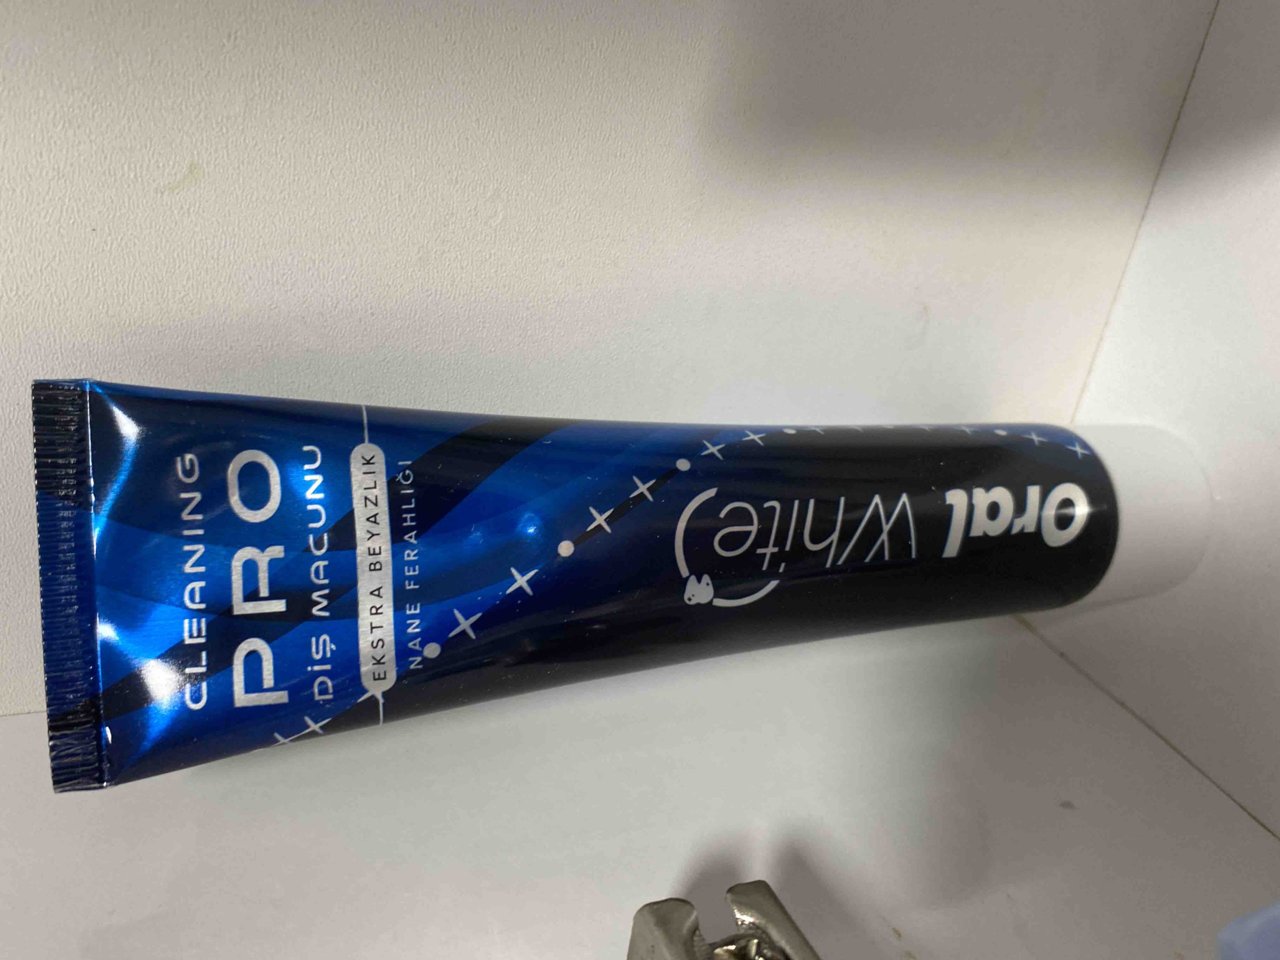 CLEANING
PRO
DİŞ MACUNU
EKSTRA BEYAZLIK
NANE FERAHLIĞI
Oral
White